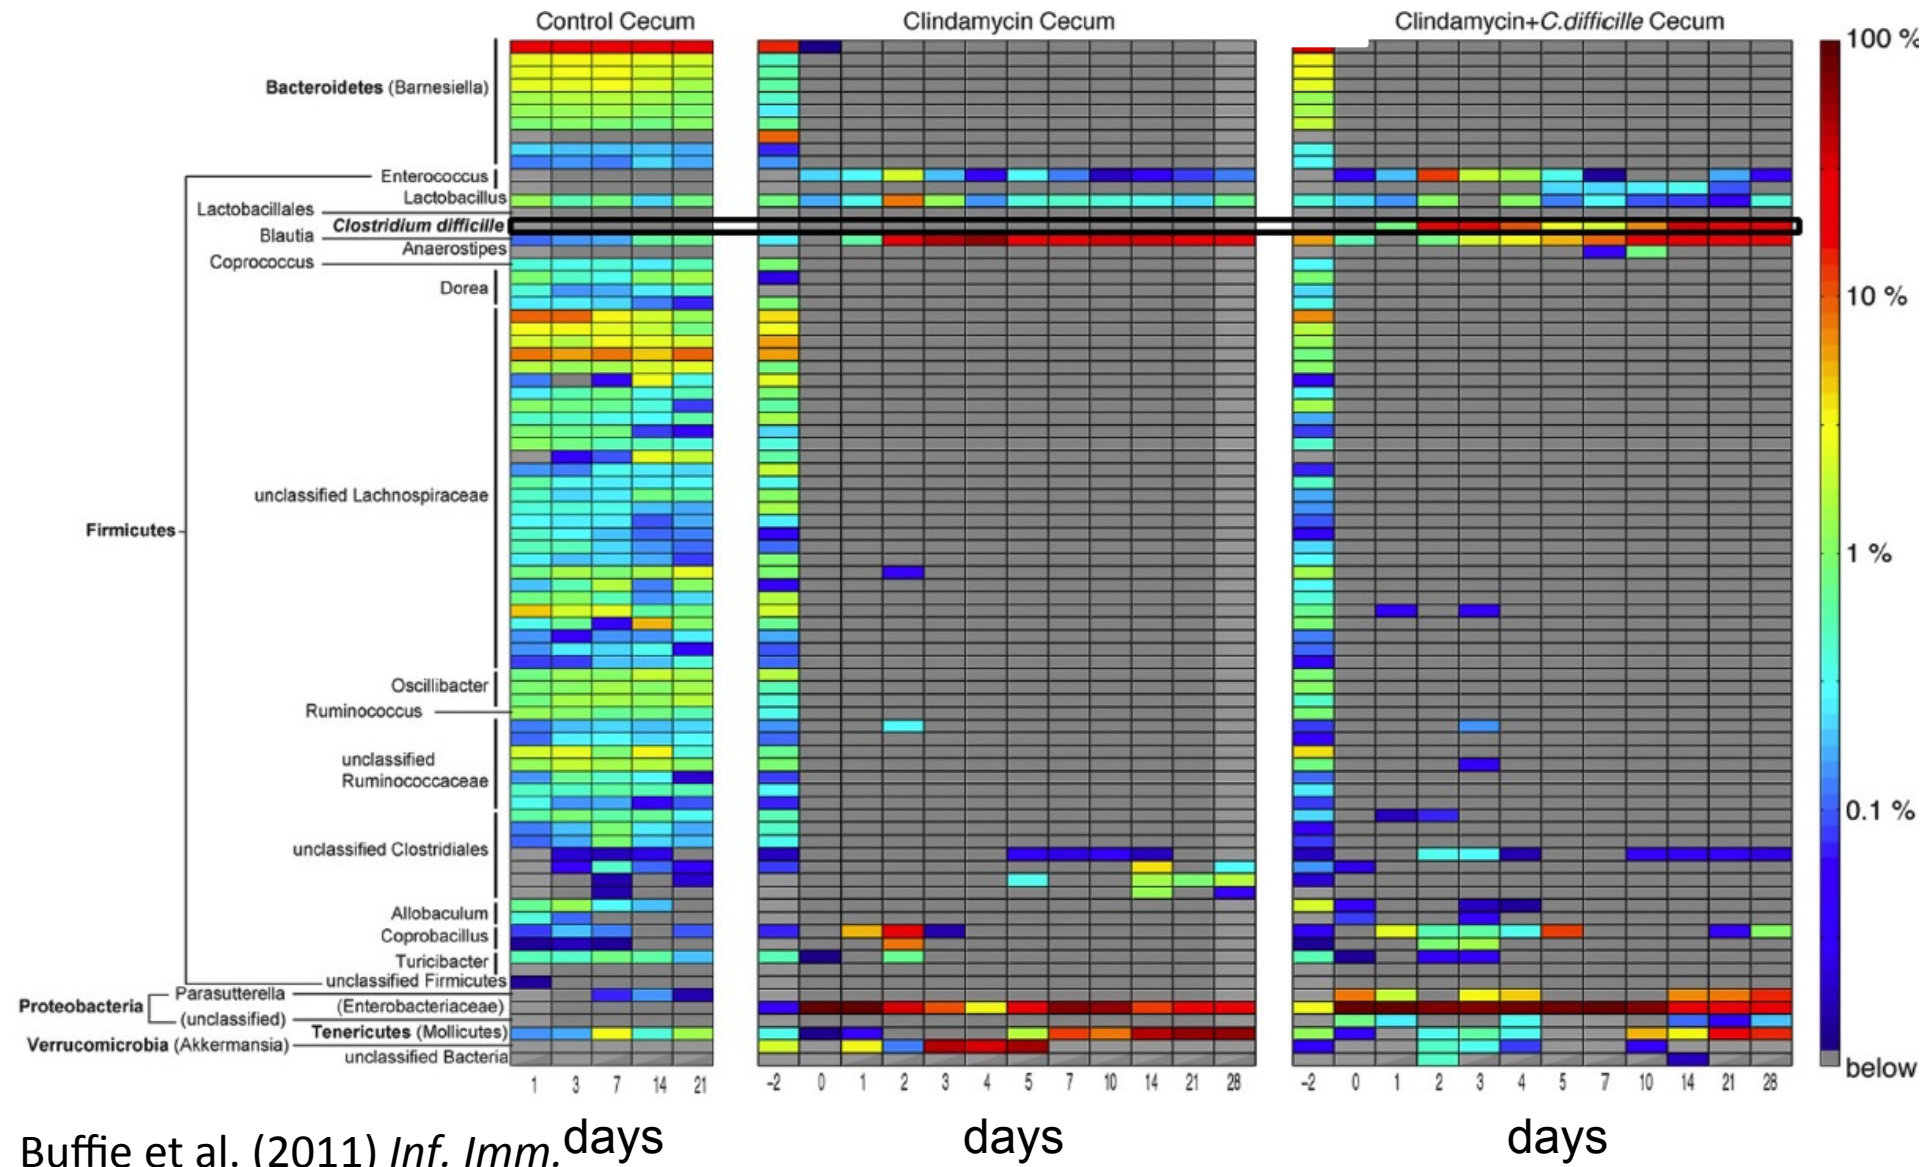 Control Cecum
Clindamycin Cecum
Clindamycin+C.difficille Cecum
Bacteroidetes (Barnesiella)
Enterococcus
Lactobacillus
Lactobacillales
Clostridium difficille
Blautia
Anaerostipes
Coprococcus
Dorea
unclassified Lachnospiraceae
Firmicutes
Oscillibacter
Ruminococcus
unclassified
Ruminococcaceae
unclassified Clostridiales
Allobaculum
Coprobacillus
Turicibacter
unclassified Firmicutes
Proteobacteria
Parasutterella
(Enterobacteriaceae)
(unclassified)
Tenericutes (Mollicutes)
Verrucomicrobia (Akkermansia)
unclassified Bacteria
100 %
10 %
1 %
0.1 %
below
1 3 7 14 21
-2 0 1 2 3 4 5 7 10 14 21 28
-2 0 1 2 3 4 5 7 10 14 21 28
days
days
days
Buffie et al. (2011) Inf. Imm.